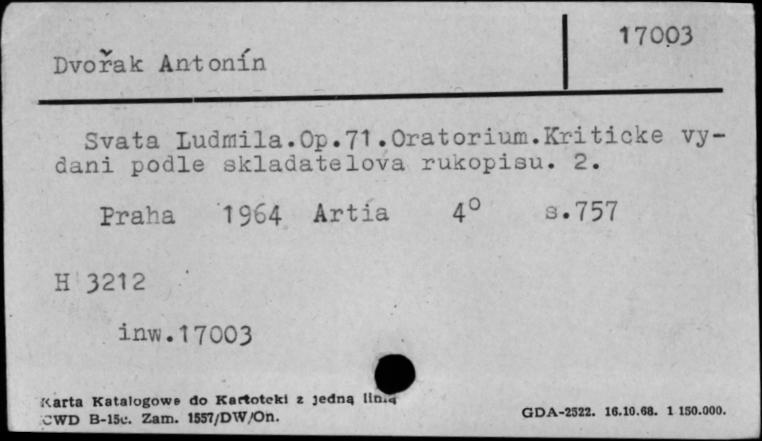 17003
Dvořak Antonín
Svata Ludmila.Op.71.Oratorium.Kriticke vy-
dani podle skladatelova rukopisu. 2.
Praha 1964 Artia 4° s.757
H 3212
inw.17003
Karta Katalogowe do Kartoteki z jedną linią
CWD B-15c. Zam. 1557/DW/On.
GDA-2522. 16.10.68. 1 150.000.